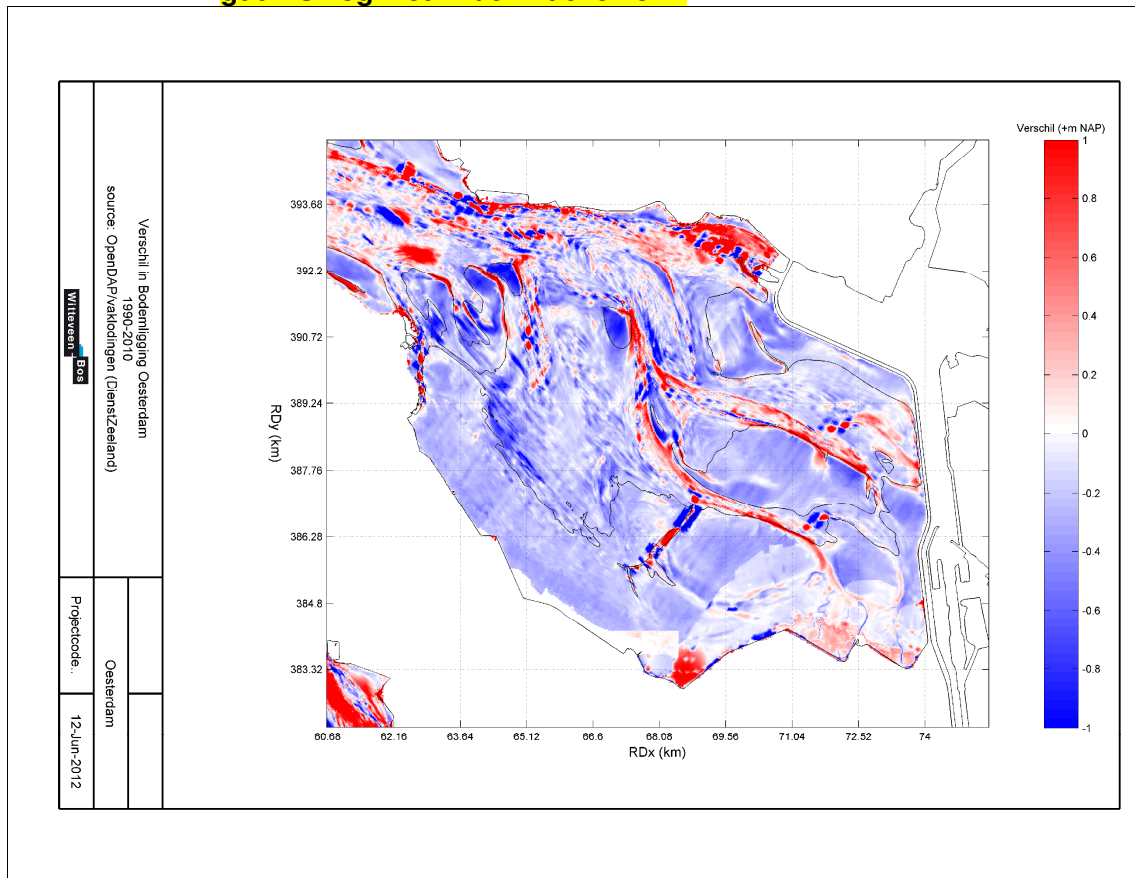 Verschil (+m NAP)
1
0.8
0.6
0.4
0.2
0
-0.2
-0.4
-0.6
-0.8
-1
393.68
392.2
390.72
389.24
387.76
386.28
384.8
383.32
RDy (km)
60.68 62.16 63.64 65.12 66.6 68.08 69.56 71.04 72.52 74
RDx (km)
Verschil in Bodemligging Oesterdam
1990-2010
source: OpenDAP/vaklodingen (DienstZeeland)
Witteveen
Bos
Oesterdam
Projectcode..
12-Jun-2012